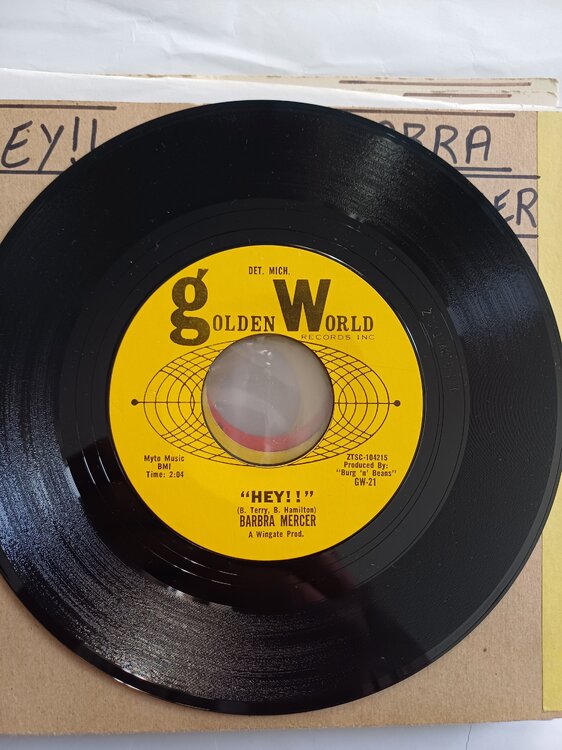 EY!!
BRA
ER
DET. MICH.
gOLDEN WORLD
RECORDS INC
Myto Music
BMI
Time: 2:04
ZTSC-104215
Produced By:
"Burg 'n' Beans"
GW-21
"HEY!!"
(B. Terry, B. Hamilton)
BARBRA MERCER
A Wingate Prod.